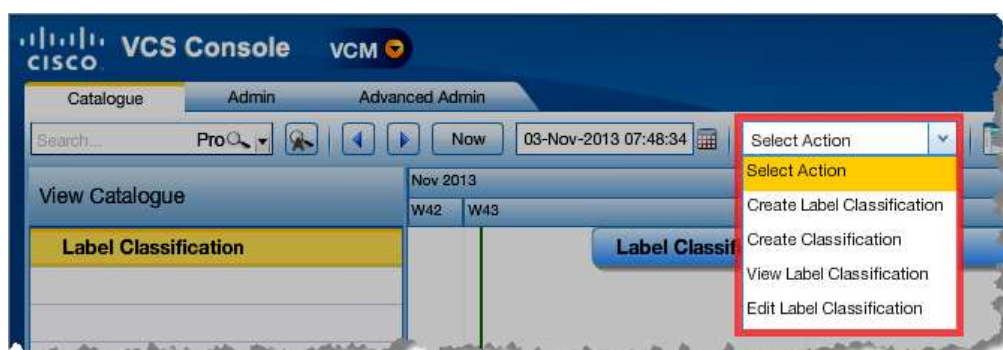 CISCO VCS Console VCM
Catalogue Admin Advanced Admin
Search... Pro Now 03-Nov-2013 07:48:34 Select Action
View Catalogue
Nov 2013
W42 W43
Label Classification
Select Action
Create Label Classification
Create Classification
View Label Classification
Edit Label Classification